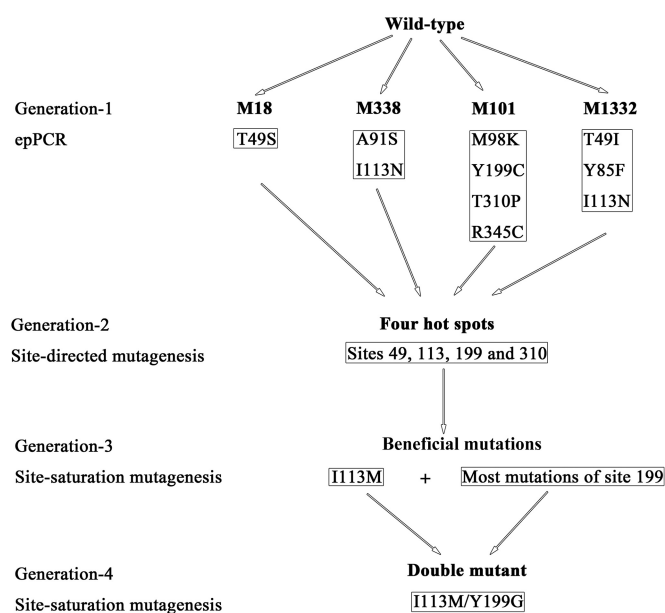 Wild-type
Generation-1 M18 M338 M101 M1332
epPCR T49S A91S M98K T49I
I113N Y199C Y85F
T310P I113N
R345C
Generation-2 Four hot spots
Site-directed mutagenesis Sites 49, 113, 199 and 310
Generation-3 Beneficial mutations
Site-saturation mutagenesis I113M + Most mutations of site 199
Generation-4 Double mutant
Site-saturation mutagenesis I113M/Y199G